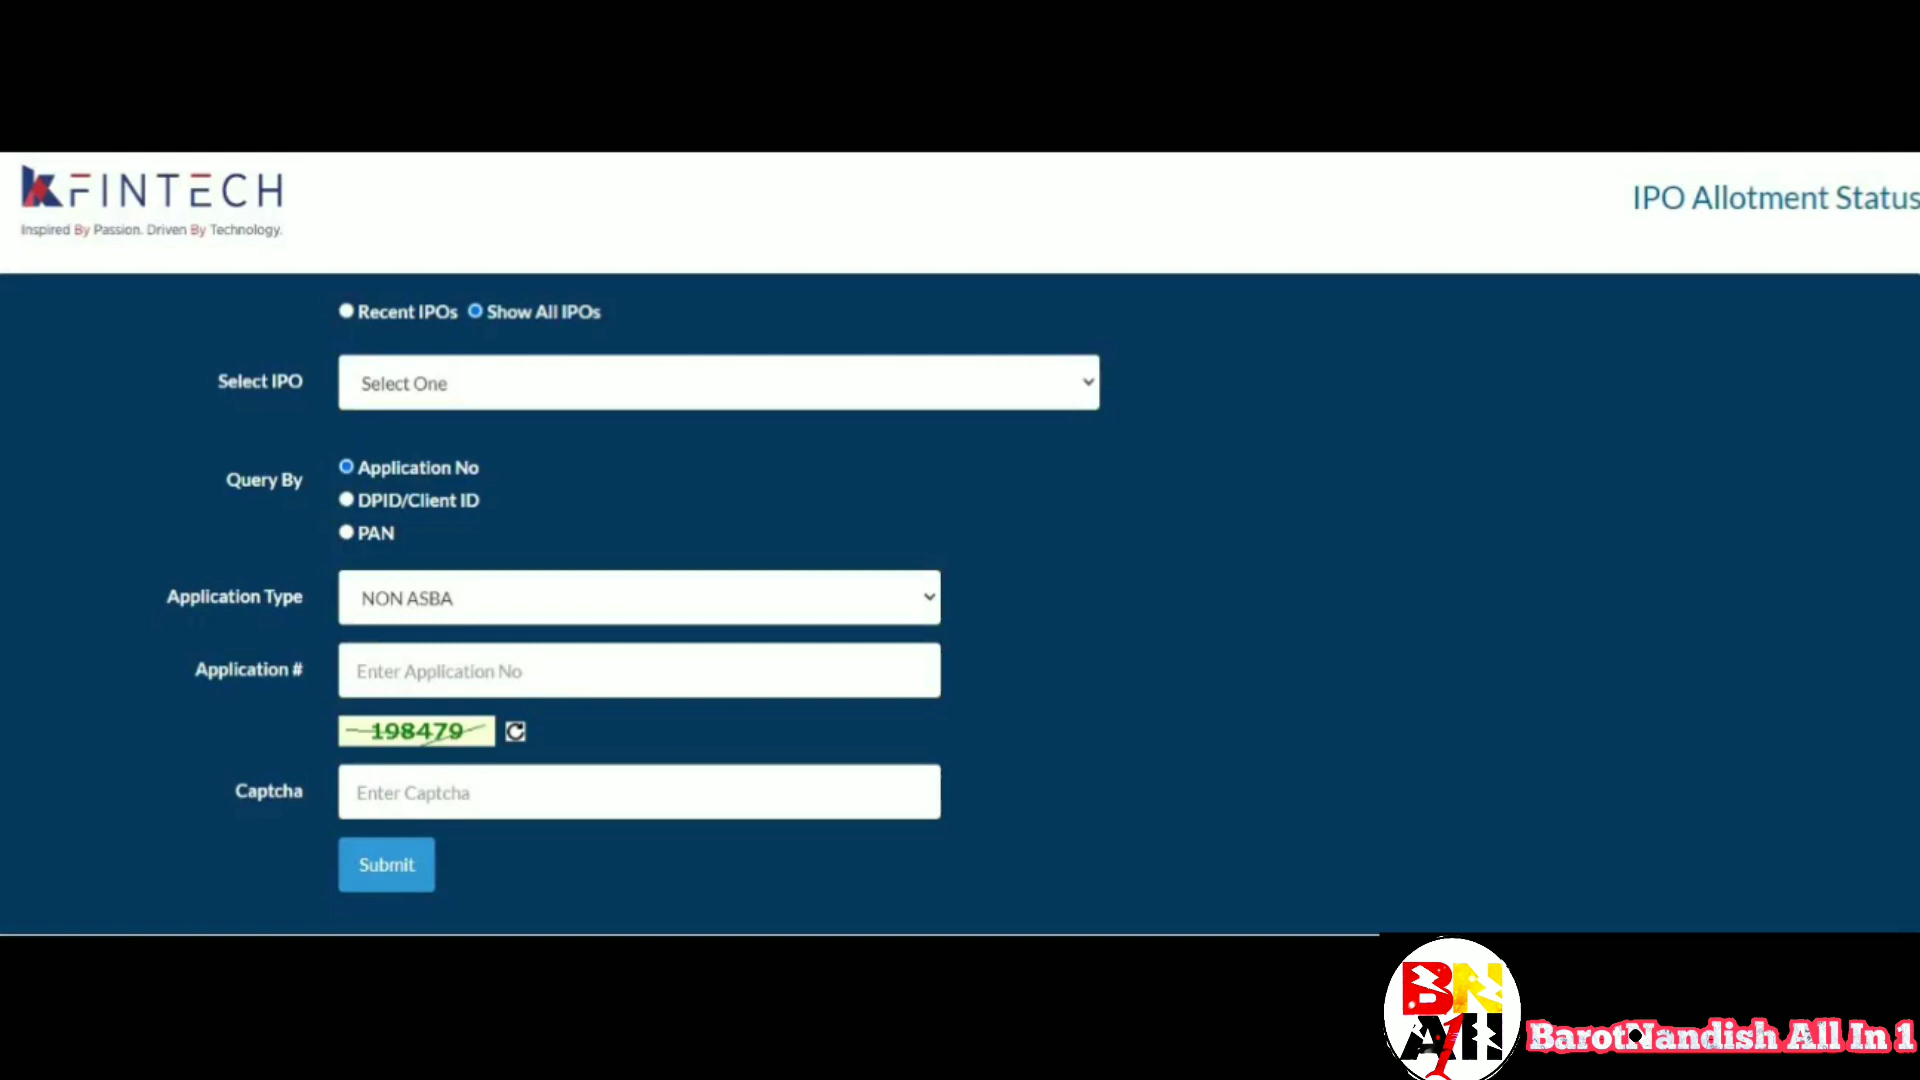 KFINTECH
Inspired By Passion. Driven By Technology.
IPO Allotment Status
Recent IPOs Show All IPOs
Select IPO Select One
Query By
Application No
DPID/Client ID
PAN
Application Type NON ASBA
Application # Enter Application No
198479
Captcha Enter Captcha
Submit
BN
A1I
BarotNandish All In 1